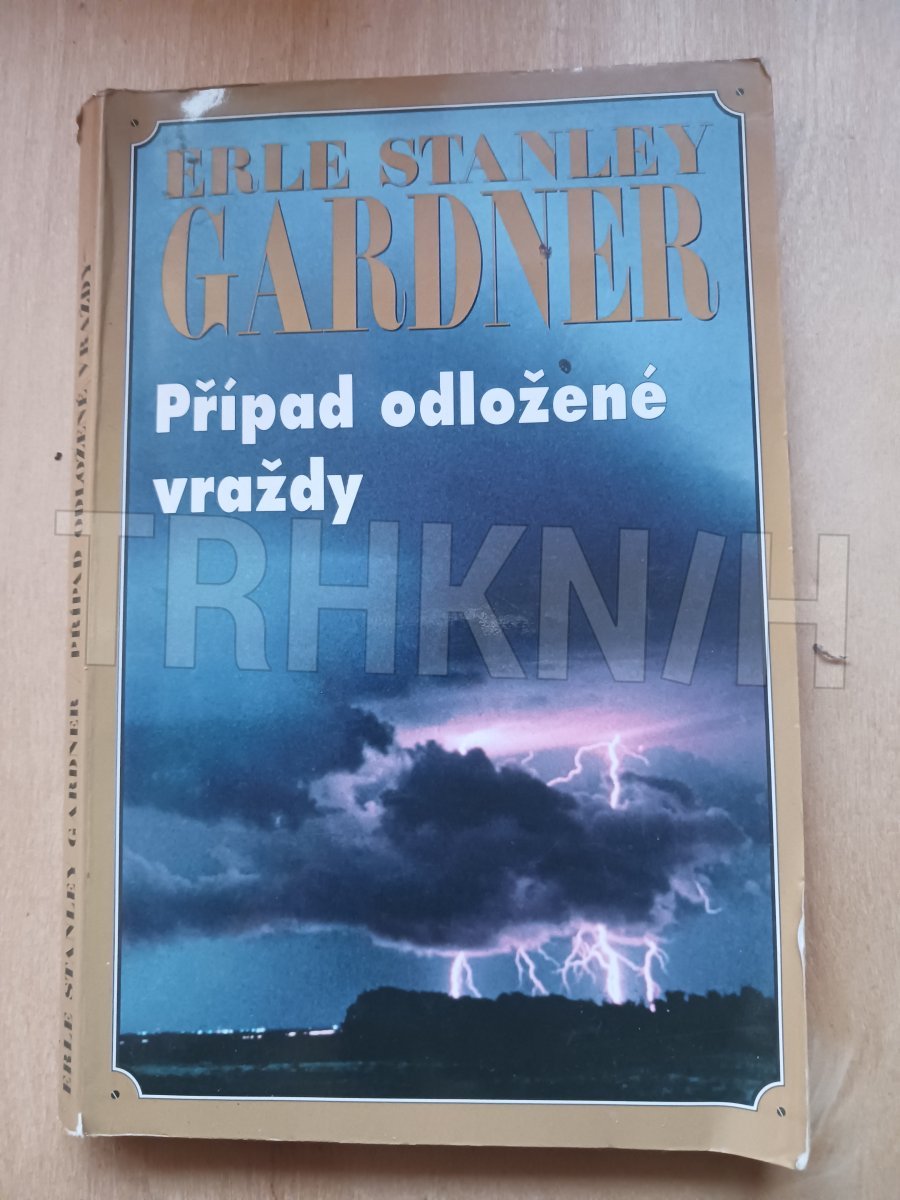 ERLE STANLEY
GARDNER
Případ odložené
vraždy
TRHKNIH
ERLE STANLEY GARDNER PŘÍPAD ODLOŽENÉ VRAŽDY